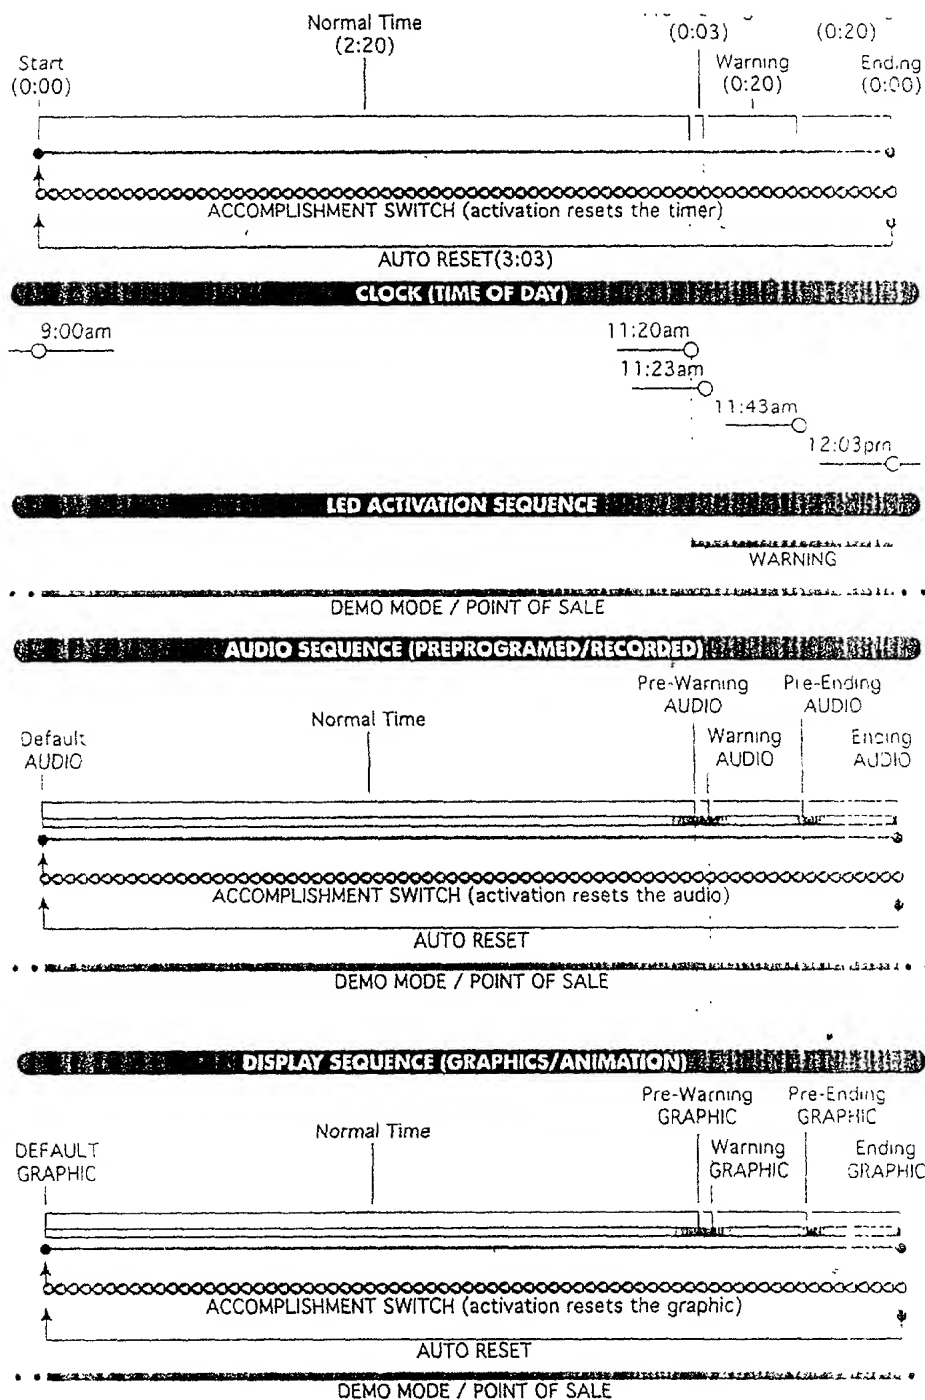 Normal Time
(2:20)
(0:03)
(0:20)
Start
(0:00)
Warning
(0:20)
Ending
(0:00)
ACCOMPLISHMENT SWITCH (activation resets the timer)
AUTO RESET(3:03)
CLOCK (TIME OF DAY)
9:00am
11:20am
11:23am
11:43am
12:03pm
LED ACTIVATION SEQUENCE
WARNING
DEMO MODE / POINT OF SALE
AUDIO SEQUENCE (PREPROGRAMED/RECORDED)
Pre-Warning
AUDIO
Pre-Ending
AUDIO
Normal Time
Default
AUDIO
Warning
AUDIO
Ending
AUDIO
ACCOMPLISHMENT SWITCH (activation resets the audio)
AUTO RESET
DEMO MODE / POINT OF SALE
DISPLAY SEQUENCE (GRAPHICS/ANIMATION)
Pre-Warning
GRAPHIC
Pre-Ending
GRAPHIC
Normal Time
DEFAULT
GRAPHIC
Warning
GRAPHIC
Ending
GRAPHIC
ACCOMPLISHMENT SWITCH (activation resets the graphic)
AUTO RESET
DEMO MODE / POINT OF SALE